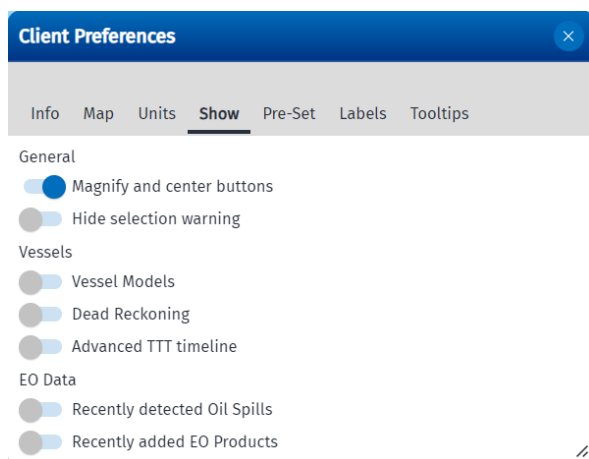 Client Preferences
Info Map Units Show Pre-Set Labels Tooltips
General
Magnify and center buttons
Hide selection warning
Vessels
Vessel Models
Dead Reckoning
Advanced TTT timeline
EO Data
Recently detected Oil Spills
Recently added EO Products